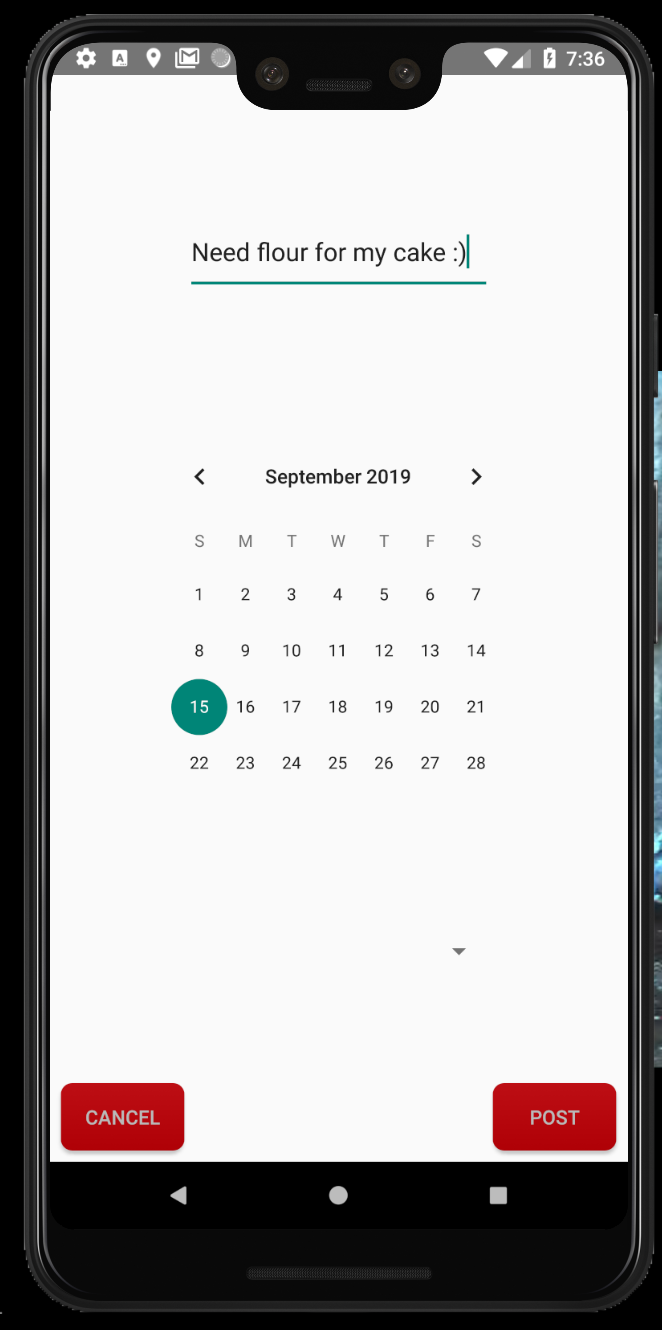 7:36
Need flour for my cake :)
September 2019
S M T W T F S
1 2 3 4 5 6 7
8 9 10 11 12 13 14
15 16 17 18 19 20 21
22 23 24 25 26 27 28
CANCEL POST